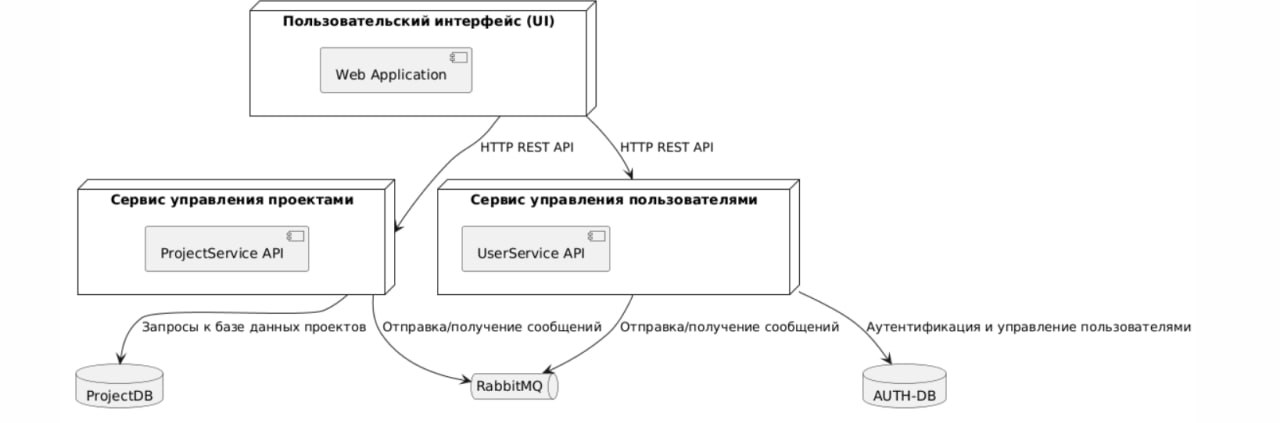 Пользовательский интерфейс (UI)
Web Application
HTTP REST API
HTTP REST API
Сервис управления проектами
Сервис управления пользователями
ProjectService API
UserService API
Запросы к базе данных проектов
Отправка/получение сообщений
Отправка/получение сообщений
Аутентификация и управление пользователями
ProjectDB
RabbitMQ
AUTH-DB